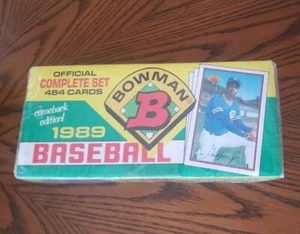 OFFICIAL
COMPLETE SET
484 CARDS
comeback
edition!
1989
BASEBALL
BOWMAN
B